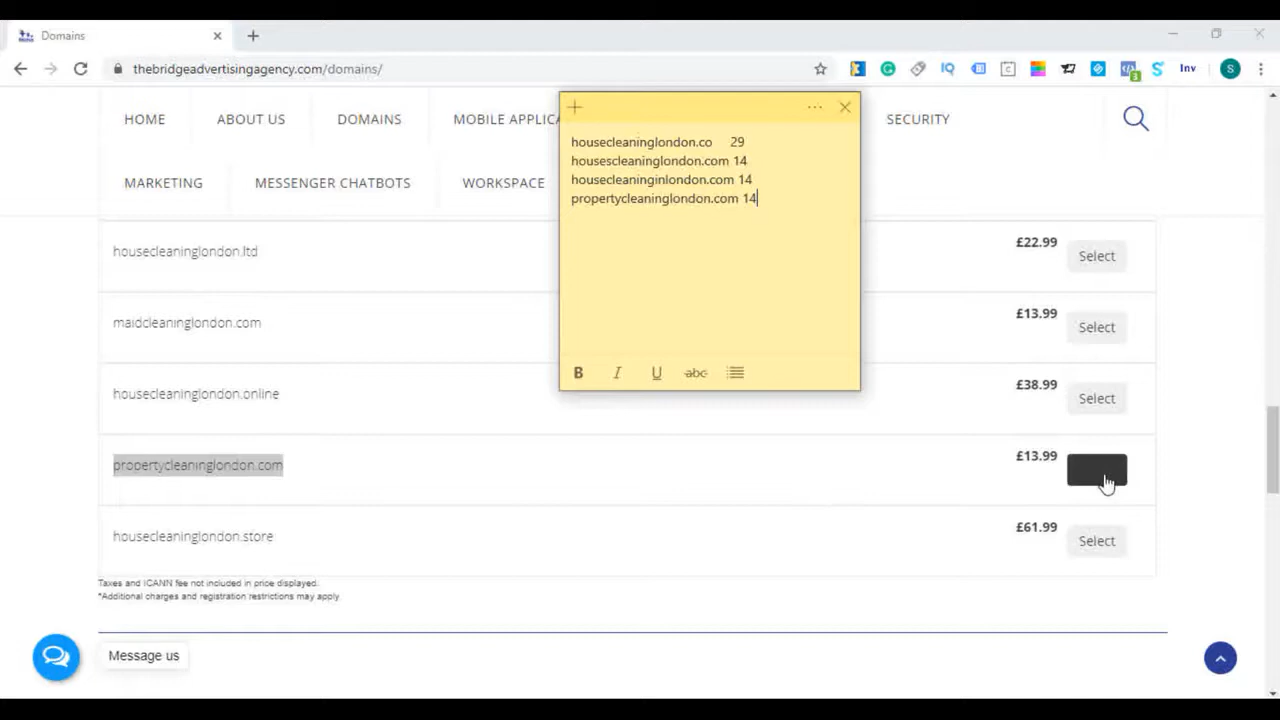 Domains
thebridgeadvertisingagency.com/domains/
Inv
S
3
HOME
ABOUT US
DOMAINS
SECURITY
MARKETING
MESSENGER CHATBOTS
WORKSPACE
housecleaninglondon.co 29
housescleaninglondon.com 14
housecleaninginlondon.com 14
propertycleaninglondon.com 14
B I U abc
housecleaninglondon.ltd £22.99 Select
maidcleaninglondon.com £13.99 Select
housecleaninglondon.online £38.99 Select
propertycleaninglondon.com £13.99
housecleaninglondon.store £61.99 Select
Taxes and ICANN fee not included in price displayed.
*Additional charges and registration restrictions may apply.
Message us